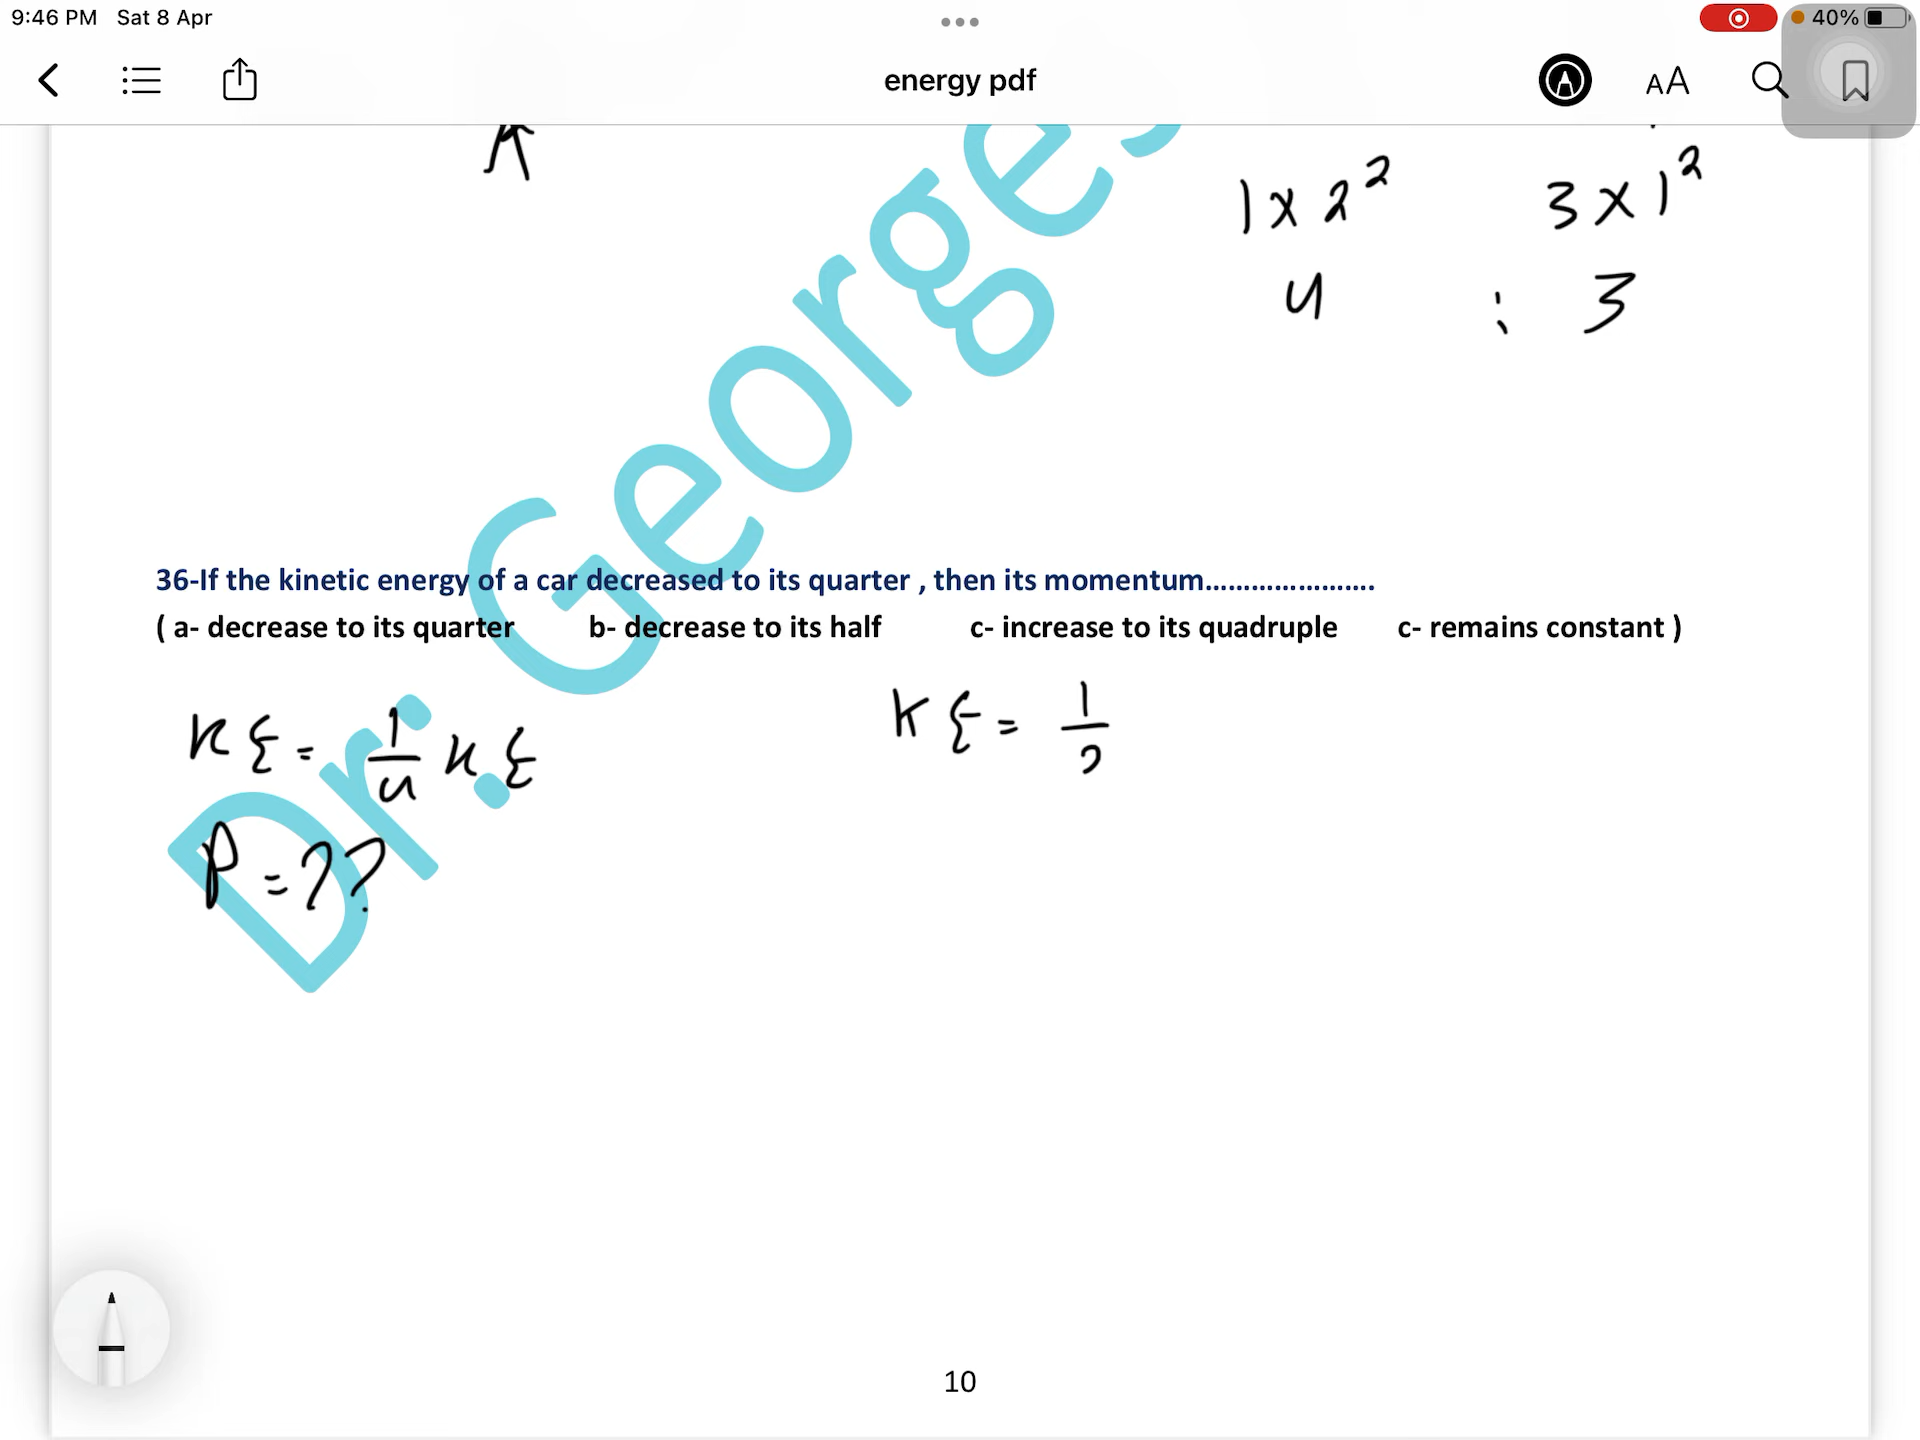 9:46 PM Sat 8 Apr
40%
energy pdf
1 x 2² 3 x 1²
4 : 3
Dr. George
36-If the kinetic energy of a car decreased to its quarter , then its momentum.....................
( a- decrease to its quarter b- decrease to its half c- increase to its quadruple c- remains constant )
KE = 1/4 KE
KE = 1/2
P = ??
10